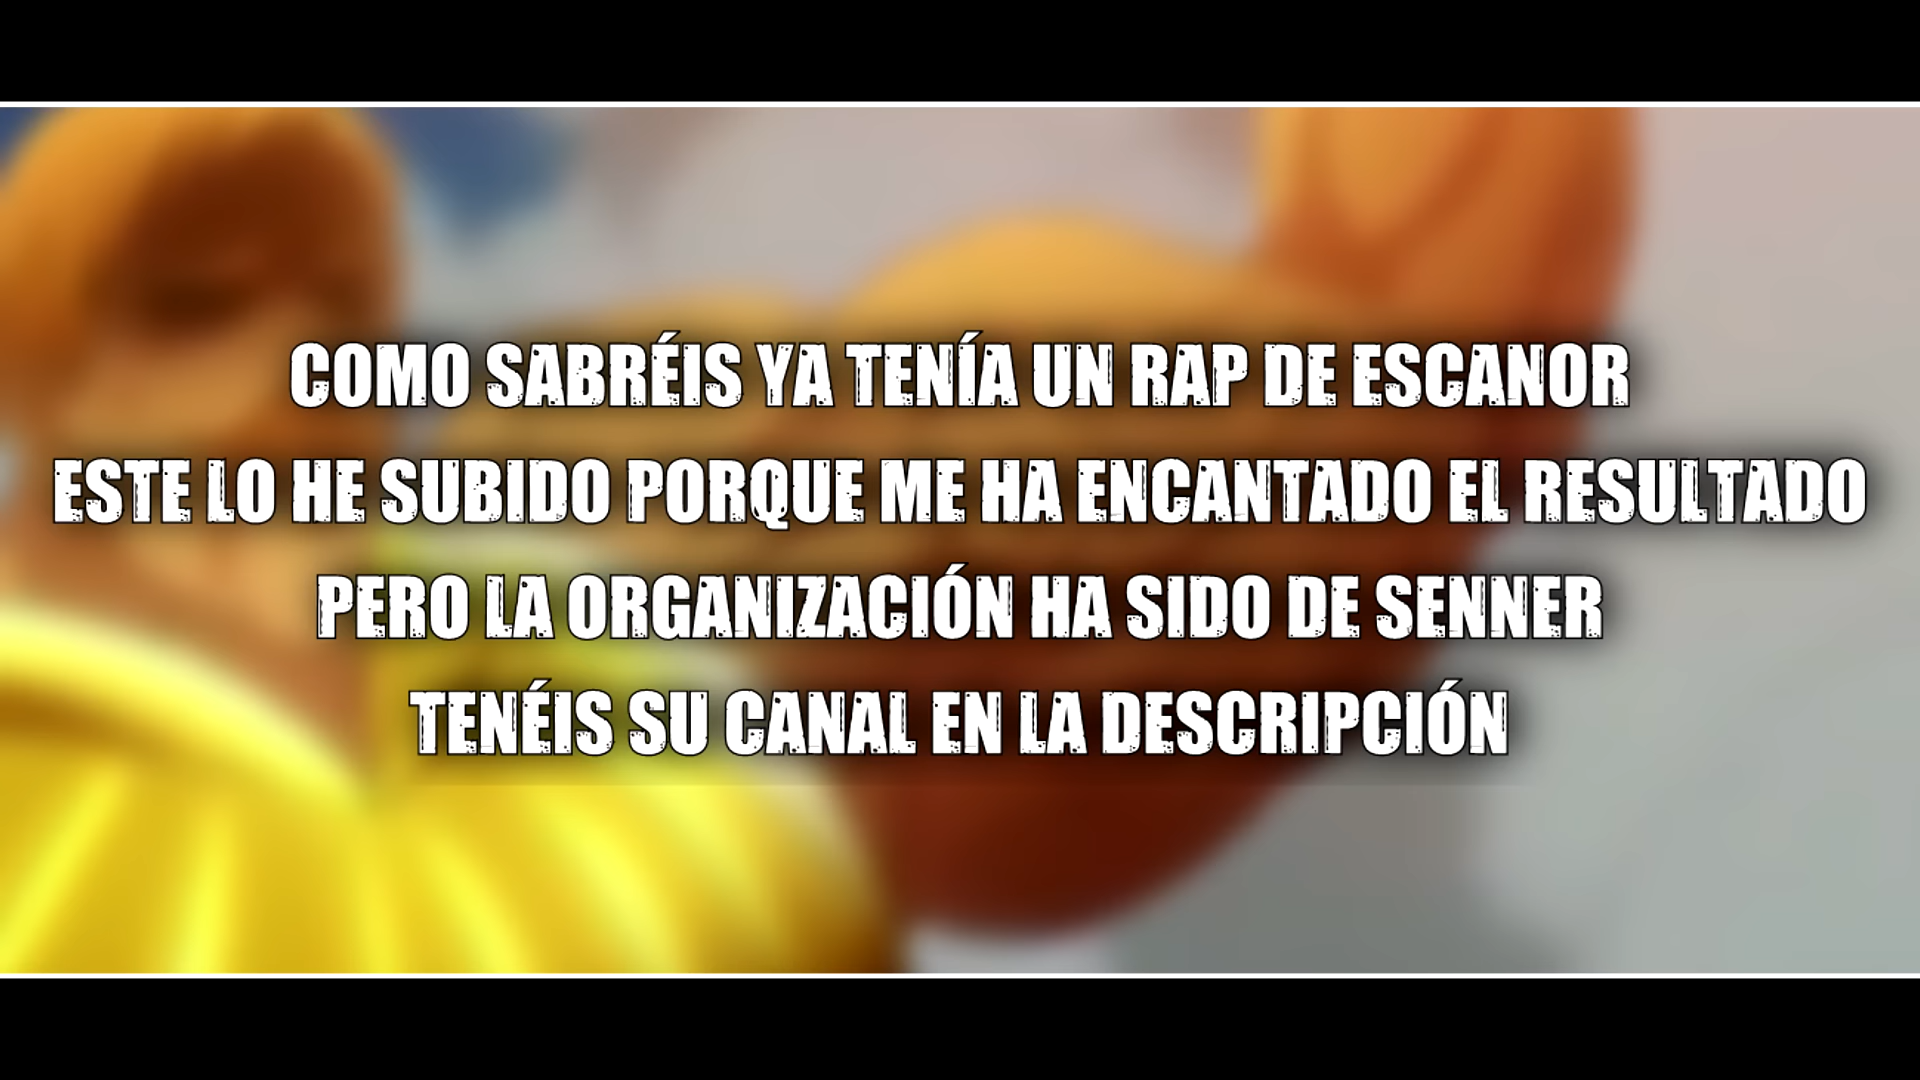 COMO SABRÉIS YA TENÍA UN RAP DE ESCANOR
ESTE LO HE SUBIDO PORQUE ME HA ENCANTADO EL RESULTADO
PERO LA ORGANIZACIÓN HA SIDO DE SENNER
TENÉIS SU CANAL EN LA DESCRIPCIÓN